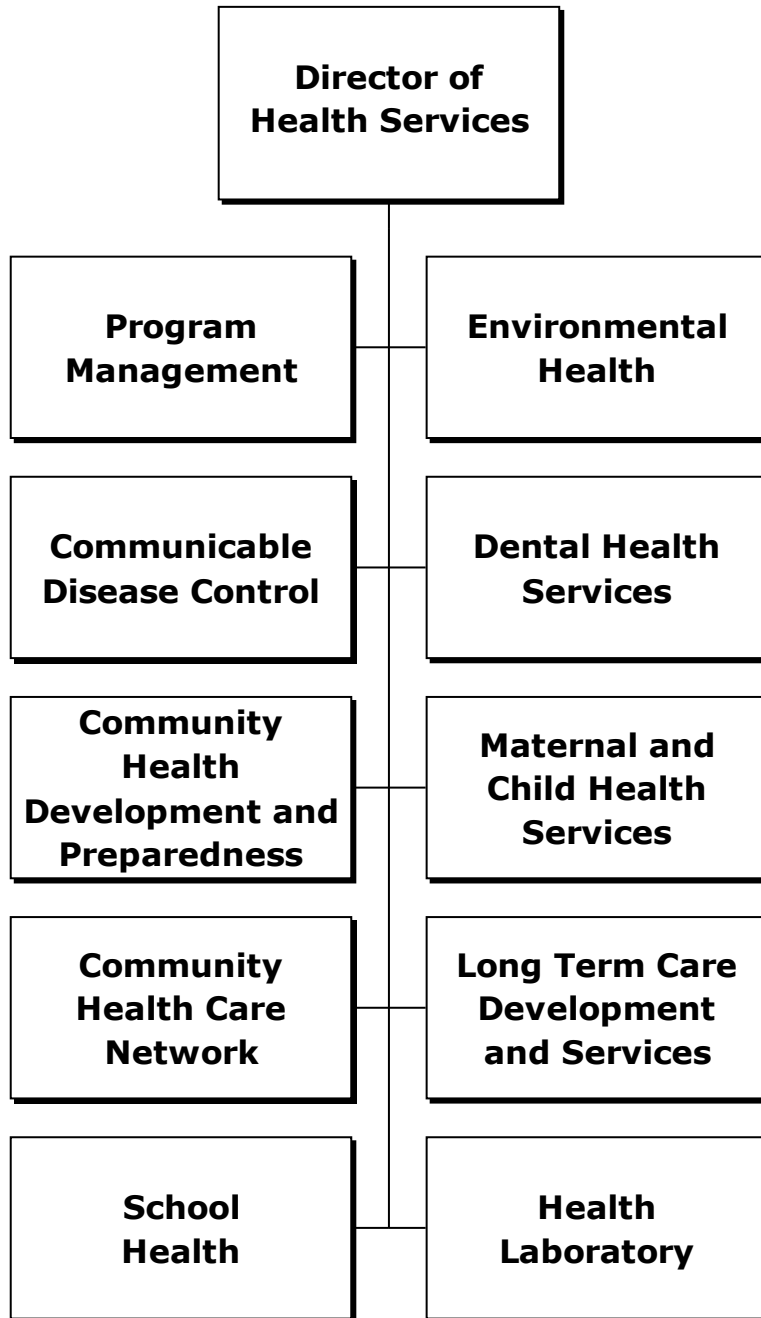 Director of
Health Services
Program
Management
Environmental
Health
Communicable
Disease Control
Dental Health
Services
Community
Health
Development and
Preparedness
Maternal and
Child Health
Services
Community
Health Care
Network
Long Term Care
Development
and Services
School
Health
Health
Laboratory